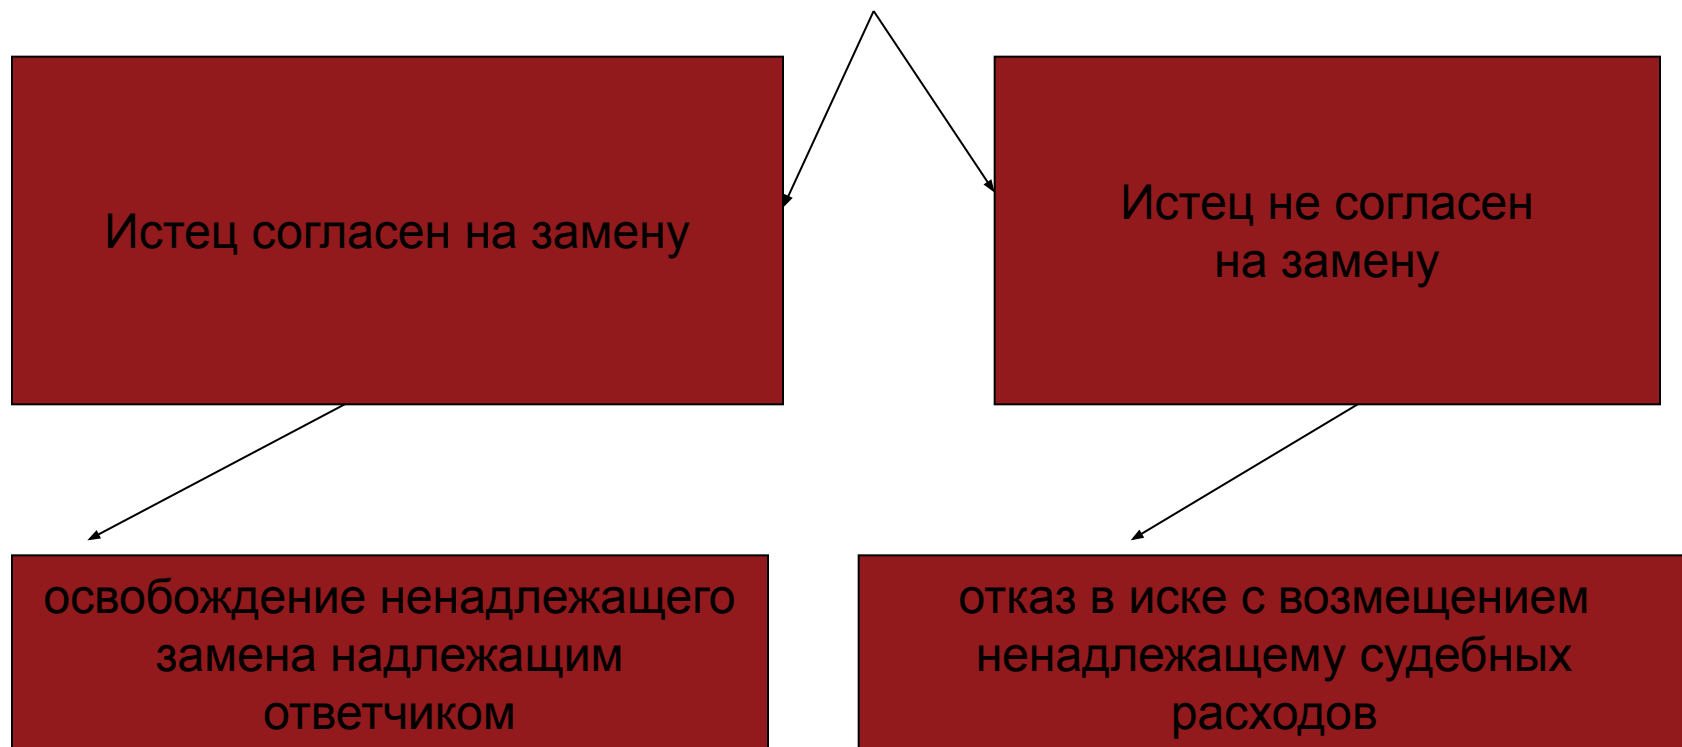 Истец согласен на замену
Истец не согласен
на замену
освобождение ненадлежащего
замена надлежащим
ответчиком
отказ в иске с возмещением
ненадлежащему судебных
расходов